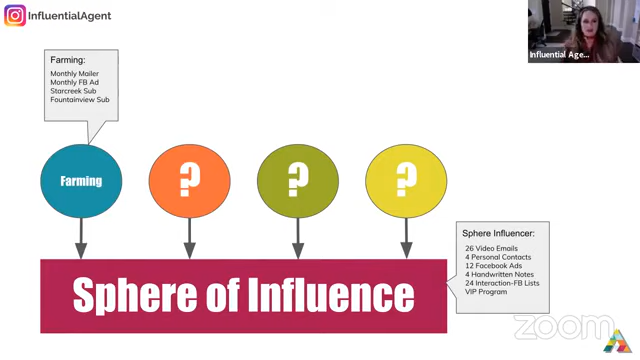 InfluentialAgent
Influential Age...
Farming:
Monthly Mailer
Monthly FB Ad
Starcreek Sub
Fountainview Sub
Farming
?
?
?
Sphere of Influence
Sphere Influencer:
26 Video Emails
4 Personal Contacts
12 Facebook Ads
4 Handwritten Notes
24 Interaction-FB Lists
VIP Program
zoom